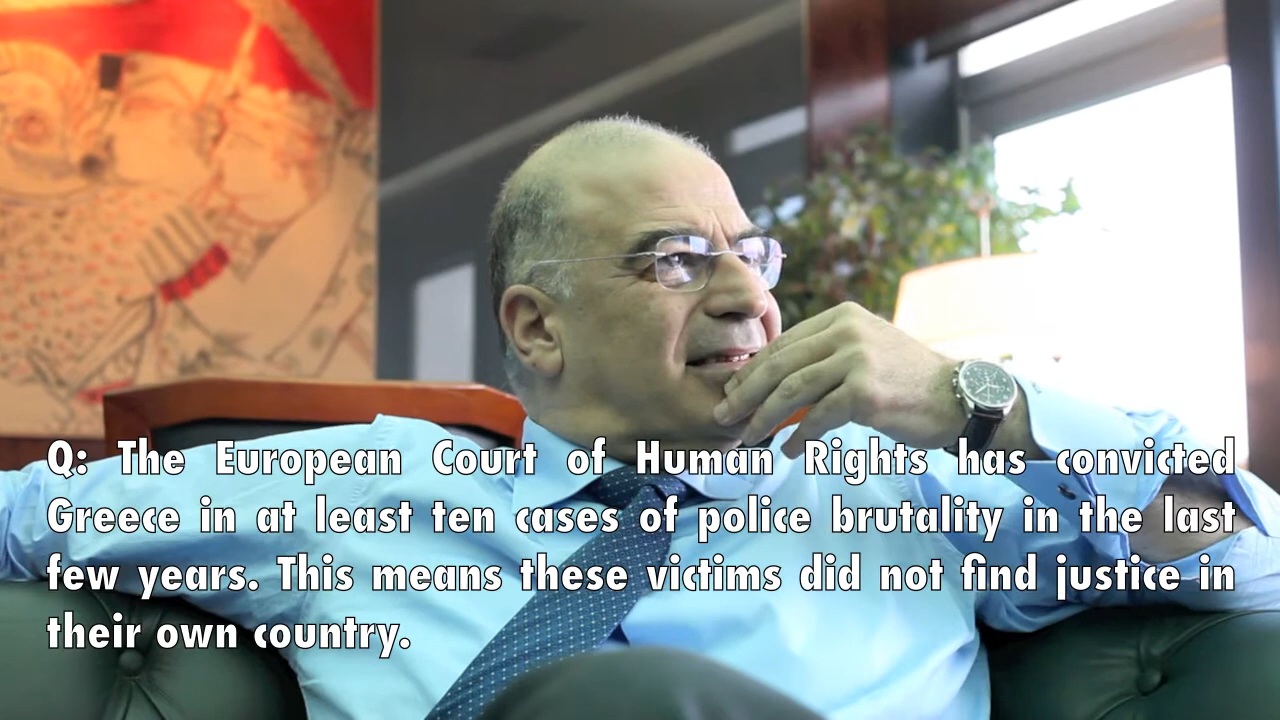 Q: The European Court of Human Rights has convicted
Greece in at least ten cases of police brutality in the last
few years. This means these victims did not find justice in
their own country.